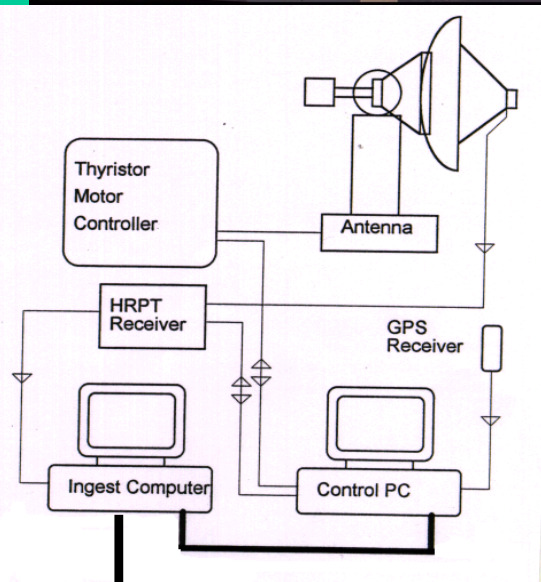 Thyristor
Motor
Controller
Antenna
HRPT
Receiver
GPS
Receiver
Ingest Computer
Control PC